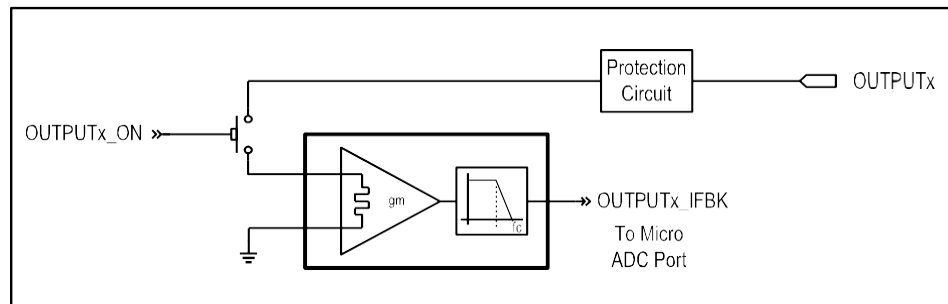 Protection
Circuit
OUTPUTx
OUTPUTx_ON
gm
fc
OUTPUTx_IFBK
To Micro
ADC Port